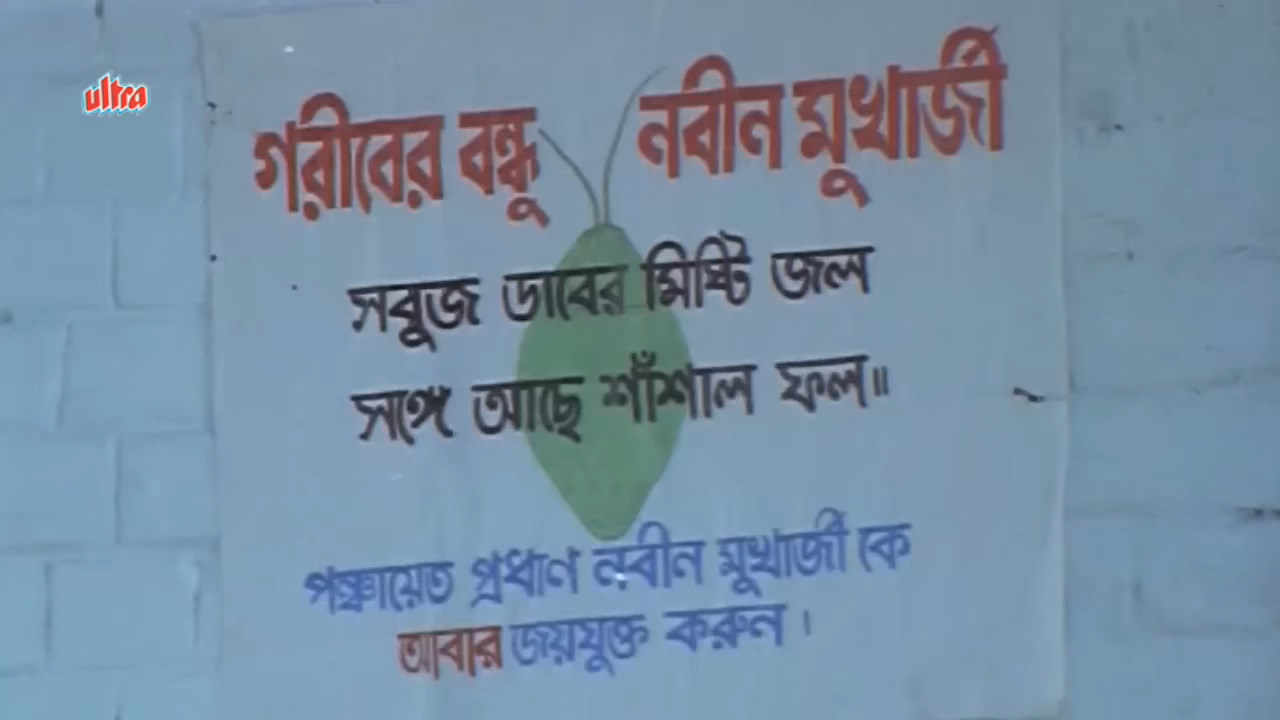 ultra
গরীবের বন্ধু নবীন মুখার্জী
সবুজ ডাবের মিষ্টি জল
সঙ্গে আছে শাঁশাল ফল॥
পঞ্চায়েত প্রধাণ নবীন মুখার্জী কে
আবার জয়যুক্ত করুন।